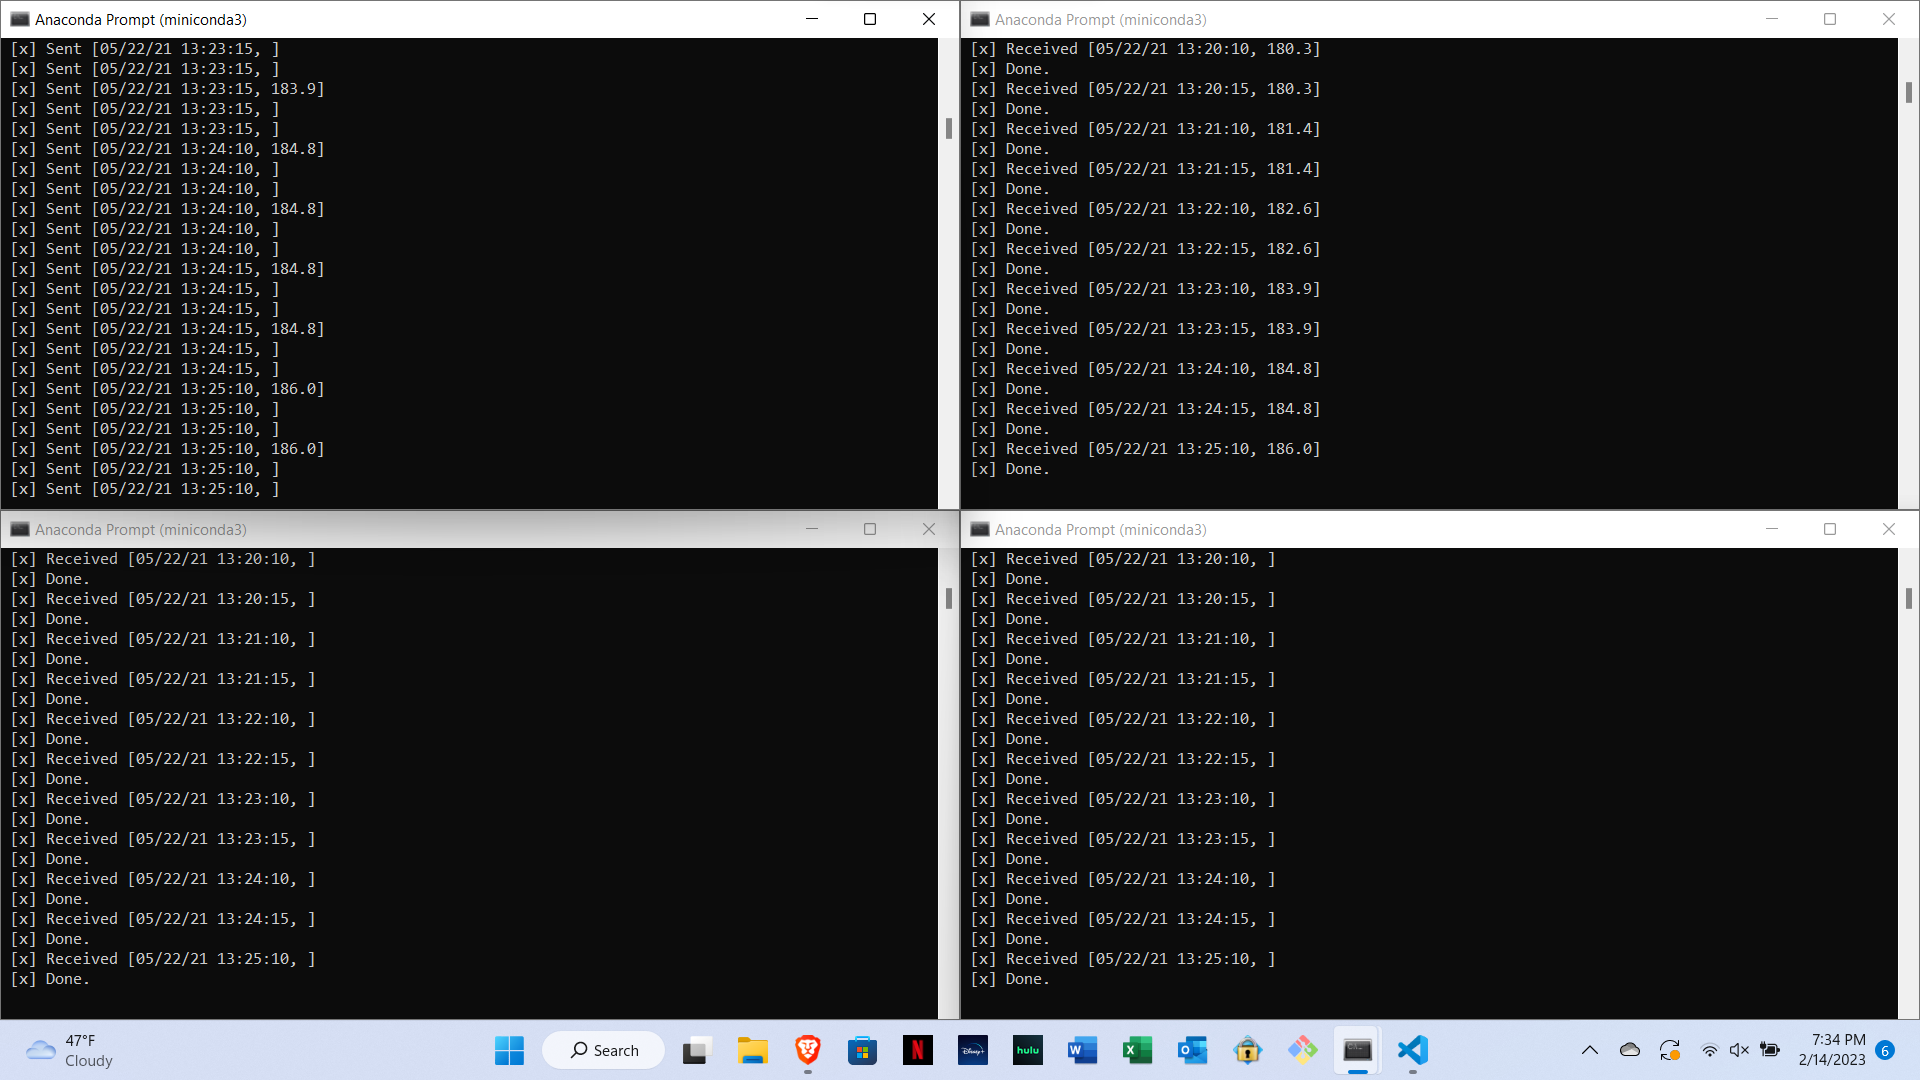 Anaconda Prompt (miniconda3)
[x] Sent [05/22/21 13:23:15, ]
[x] Sent [05/22/21 13:23:15, ]
[x] Sent [05/22/21 13:23:15, 183.9]
[x] Sent [05/22/21 13:23:15, ]
[x] Sent [05/22/21 13:23:15, ]
[x] Sent [05/22/21 13:24:10, 184.8]
[x] Sent [05/22/21 13:24:10, ]
[x] Sent [05/22/21 13:24:10, ]
[x] Sent [05/22/21 13:24:10, 184.8]
[x] Sent [05/22/21 13:24:10, ]
[x] Sent [05/22/21 13:24:10, ]
[x] Sent [05/22/21 13:24:15, 184.8]
[x] Sent [05/22/21 13:24:15, ]
[x] Sent [05/22/21 13:24:15, ]
[x] Sent [05/22/21 13:24:15, 184.8]
[x] Sent [05/22/21 13:24:15, ]
[x] Sent [05/22/21 13:24:15, ]
[x] Sent [05/22/21 13:25:10, 186.0]
[x] Sent [05/22/21 13:25:10, ]
[x] Sent [05/22/21 13:25:10, ]
[x] Sent [05/22/21 13:25:10, 186.0]
[x] Sent [05/22/21 13:25:10, ]
[x] Sent [05/22/21 13:25:10, ]
Anaconda Prompt (miniconda3)
[x] Received [05/22/21 13:20:10, 180.3]
[x] Done.
[x] Received [05/22/21 13:20:15, 180.3]
[x] Done.
[x] Received [05/22/21 13:21:10, 181.4]
[x] Done.
[x] Received [05/22/21 13:21:15, 181.4]
[x] Done.
[x] Received [05/22/21 13:22:10, 182.6]
[x] Done.
[x] Received [05/22/21 13:22:15, 182.6]
[x] Done.
[x] Received [05/22/21 13:23:10, 183.9]
[x] Done.
[x] Received [05/22/21 13:23:15, 183.9]
[x] Done.
[x] Received [05/22/21 13:24:10, 184.8]
[x] Done.
[x] Received [05/22/21 13:24:15, 184.8]
[x] Done.
[x] Received [05/22/21 13:25:10, 186.0]
[x] Done.
Anaconda Prompt (miniconda3)
[x] Received [05/22/21 13:20:10, ]
[x] Done.
[x] Received [05/22/21 13:20:15, ]
[x] Done.
[x] Received [05/22/21 13:21:10, ]
[x] Done.
[x] Received [05/22/21 13:21:15, ]
[x] Done.
[x] Received [05/22/21 13:22:10, ]
[x] Done.
[x] Received [05/22/21 13:22:15, ]
[x] Done.
[x] Received [05/22/21 13:23:10, ]
[x] Done.
[x] Received [05/22/21 13:23:15, ]
[x] Done.
[x] Received [05/22/21 13:24:10, ]
[x] Done.
[x] Received [05/22/21 13:24:15, ]
[x] Done.
[x] Received [05/22/21 13:25:10, ]
[x] Done.
Anaconda Prompt (miniconda3)
[x] Received [05/22/21 13:20:10, ]
[x] Done.
[x] Received [05/22/21 13:20:15, ]
[x] Done.
[x] Received [05/22/21 13:21:10, ]
[x] Done.
[x] Received [05/22/21 13:21:15, ]
[x] Done.
[x] Received [05/22/21 13:22:10, ]
[x] Done.
[x] Received [05/22/21 13:22:15, ]
[x] Done.
[x] Received [05/22/21 13:23:10, ]
[x] Done.
[x] Received [05/22/21 13:23:15, ]
[x] Done.
[x] Received [05/22/21 13:24:10, ]
[x] Done.
[x] Received [05/22/21 13:24:15, ]
[x] Done.
[x] Received [05/22/21 13:25:10, ]
[x] Done.
47°F
Cloudy
Search
N
Disney+
hulu
W
X
O
7:34 PM
2/14/2023
6